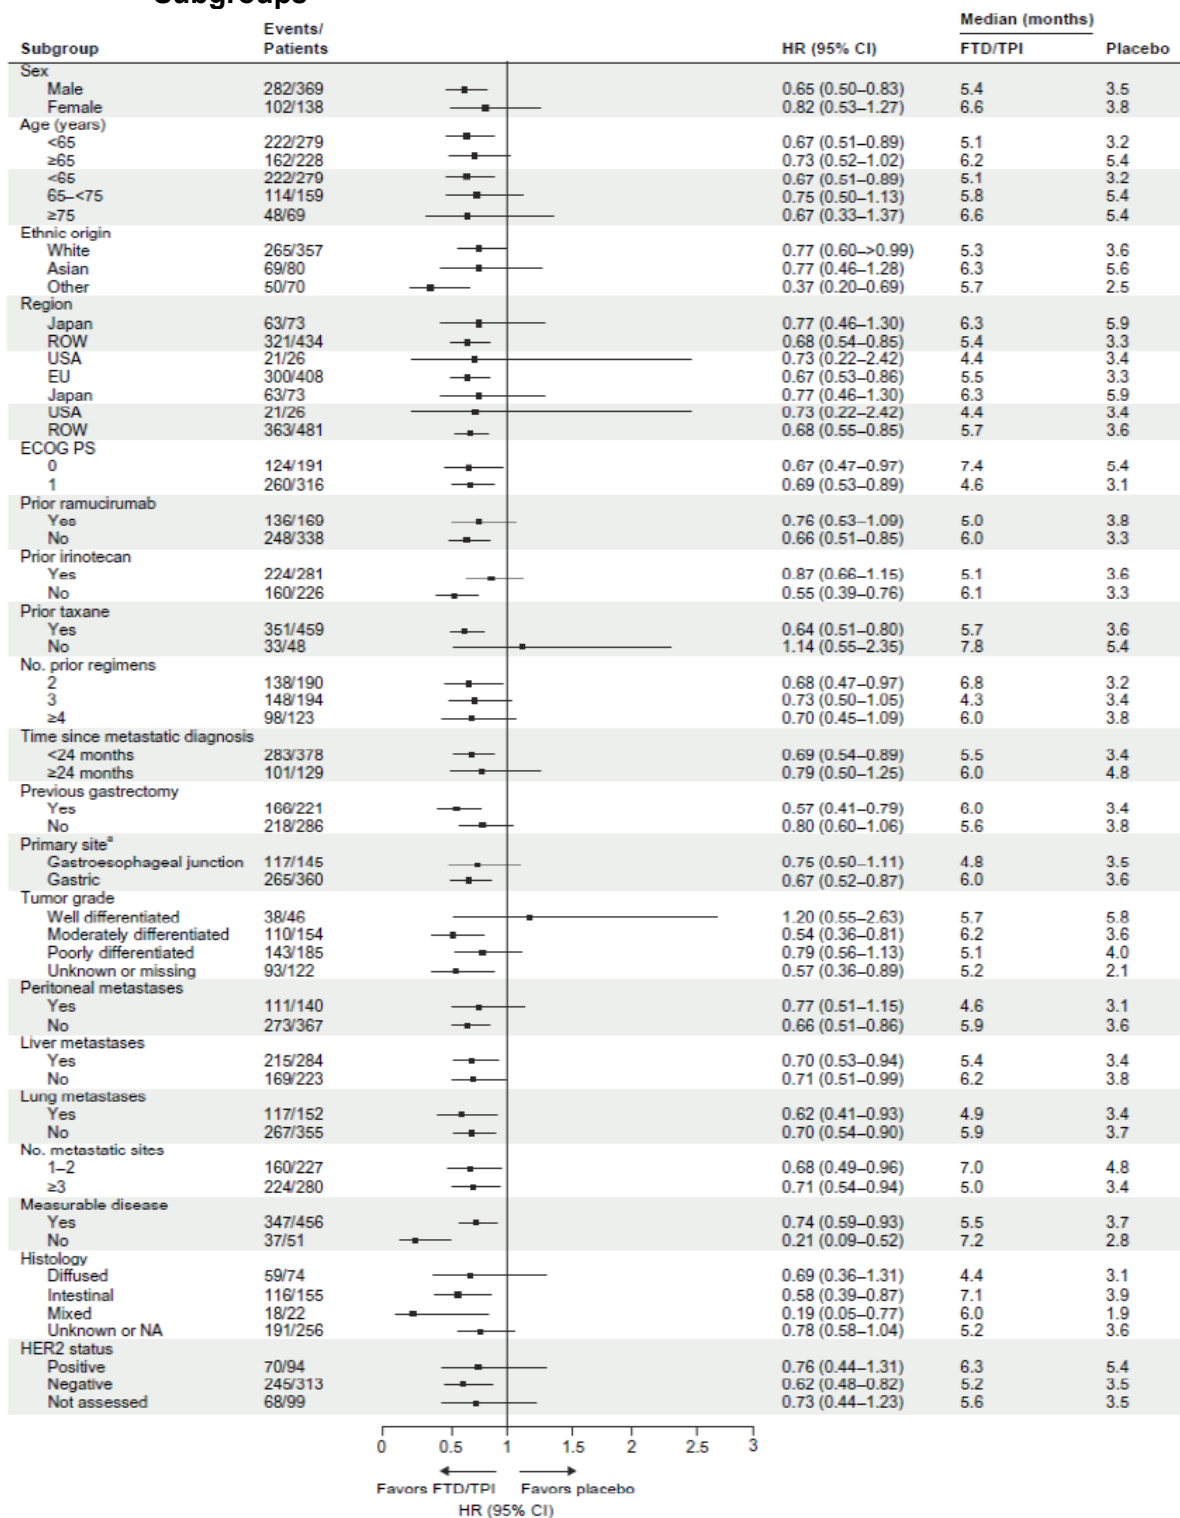 Subgroups
Median (months)
Subgroup Events/ Patients HR (95% CI) FTD/TPI Placebo
Sex
Male 282/369 0.65 (0.50–0.83) 5.4 3.5
Female 102/138 0.82 (0.53–1.27) 6.6 3.8
Age (years)
<65 222/279 0.67 (0.51–0.89) 5.1 3.2
≥65 162/228 0.73 (0.52–1.02) 6.2 5.4
<65 222/279 0.67 (0.51–0.89) 5.1 3.2
65–<75 114/159 0.75 (0.50–1.13) 5.8 5.4
≥75 48/69 0.67 (0.33–1.37) 6.6 5.4
Ethnic origin
White 265/357 0.77 (0.60–>0.99) 5.3 3.6
Asian 69/80 0.77 (0.46–1.28) 6.3 5.6
Other 50/70 0.37 (0.20–0.69) 5.7 2.5
Region
Japan 63/73 0.77 (0.46–1.30) 6.3 5.9
ROW 321/434 0.68 (0.54–0.85) 5.4 3.3
USA 21/26 0.73 (0.22–2.42) 4.4 3.4
EU 300/408 0.67 (0.53–0.86) 5.5 3.3
Japan 63/73 0.77 (0.46–1.30) 6.3 5.9
USA 21/26 0.73 (0.22–2.42) 4.4 3.4
ROW 363/481 0.68 (0.55–0.85) 5.7 3.6
ECOG PS
0 124/191 0.67 (0.47–0.97) 7.4 5.4
1 260/316 0.69 (0.53–0.89) 4.6 3.1
Prior ramucirumab
Yes 136/169 0.76 (0.53–1.09) 5.0 3.8
No 248/338 0.66 (0.51–0.85) 6.0 3.3
Prior irinotecan
Yes 224/281 0.87 (0.66–1.15) 5.1 3.6
No 160/226 0.55 (0.39–0.76) 6.1 3.3
Prior taxane
Yes 351/459 0.64 (0.51–0.80) 5.7 3.6
No 33/48 1.14 (0.55–2.35) 7.8 5.4
No. prior regimens
2 138/190 0.68 (0.47–0.97) 6.8 3.2
3 148/194 0.73 (0.50–1.05) 4.3 3.4
≥4 98/123 0.70 (0.45–1.09) 6.0 3.8
Time since metastatic diagnosis
<24 months 283/378 0.69 (0.54–0.89) 5.5 3.4
≥24 months 101/129 0.79 (0.50–1.25) 6.0 4.8
Previous gastrectomy
Yes 166/221 0.57 (0.41–0.79) 6.0 3.4
No 218/286 0.80 (0.60–1.06) 5.6 3.8
Primary siteᵃ
Gastroesophageal junction 117/145 0.75 (0.50–1.11) 4.8 3.5
Gastric 265/360 0.67 (0.52–0.87) 6.0 3.6
Tumor grade
Well differentiated 38/46 1.20 (0.55–2.63) 5.7 5.8
Moderately differentiated 110/154 0.54 (0.36–0.81) 6.2 3.6
Poorly differentiated 143/185 0.79 (0.56–1.13) 5.1 4.0
Unknown or missing 93/122 0.57 (0.36–0.89) 5.2 2.1
Peritoneal metastases
Yes 111/140 0.77 (0.51–1.15) 4.6 3.1
No 273/367 0.66 (0.51–0.86) 5.9 3.6
Liver metastases
Yes 215/284 0.70 (0.53–0.94) 5.4 3.4
No 169/223 0.71 (0.51–0.99) 6.2 3.8
Lung metastases
Yes 117/152 0.62 (0.41–0.93) 4.9 3.4
No 267/355 0.70 (0.54–0.90) 5.9 3.7
No. metastatic sites
1–2 160/227 0.68 (0.49–0.96) 7.0 4.8
≥3 224/280 0.71 (0.54–0.94) 5.0 3.4
Measurable disease
Yes 347/456 0.74 (0.59–0.93) 5.5 3.7
No 37/51 0.21 (0.09–0.52) 7.2 2.8
Histology
Diffused 59/74 0.69 (0.36–1.31) 4.4 3.1
Intestinal 116/155 0.58 (0.39–0.87) 7.1 3.9
Mixed 18/22 0.19 (0.05–0.77) 6.0 1.9
Unknown or NA 191/256 0.78 (0.58–1.04) 5.2 3.6
HER2 status
Positive 70/94 0.76 (0.44–1.31) 6.3 5.4
Negative 245/313 0.62 (0.48–0.82) 5.2 3.5
Not assessed 68/99 0.73 (0.44–1.23) 5.6 3.5
0 0.5 1 1.5 2 2.5 3
Favors FTD/TPI Favors placebo
HR (95% CI)